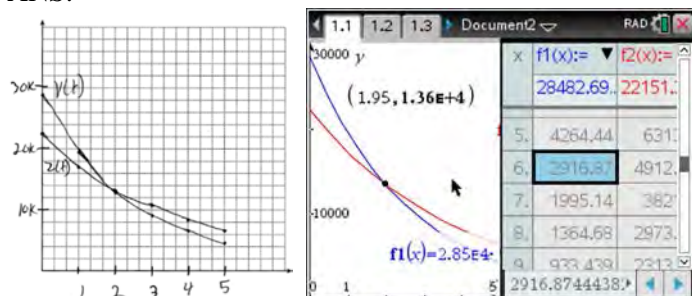 30K
y(t)
20K
z(t)
10K
1 2 3 4 5
1.1 1.2 1.3 Document2 RAD
30000 y
(1.95, 1.36E+4)
10000
f1(x)=2.85E4·
0 1 5
x f1(x):= f2(x):=
28482.69.. 22151.
5. 4264.44 631
6. 2916.87 4912.
7. 1995.14 382
8. 1364.68 2973.
9. 933.439 2313.
2916.8744438